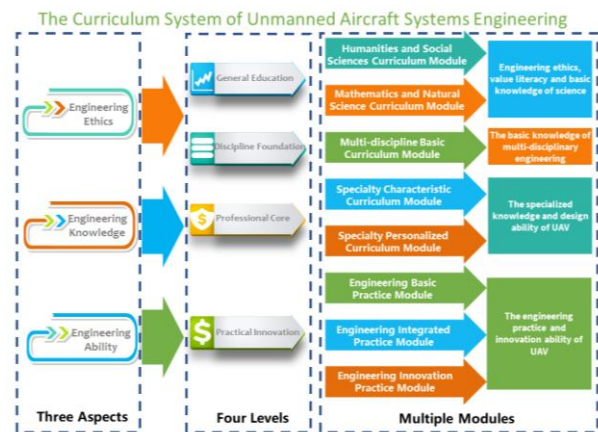 The Curriculum System of Unmanned Aircraft Systems Engineering
Engineering
Ethics
Engineering
Knowledge
Engineering
Ability
Three Aspects
General Education
Discipline Foundation
Professional Core
Practical Innovation
Four Levels
Humanities and Social
Sciences Curriculum Module
Mathematics and Natural
Science Curriculum Module
Multi-discipline Basic
Curriculum Module
Specialty Characteristic
Curriculum Module
Specialty Personalized
Curriculum Module
Engineering Basic
Practice Module
Engineering Integrated
Practice Module
Engineering Innovation
Practice Module
Engineering ethics,
value literacy and basic
knowledge of science
The basic knowledge of
multi-disciplinary
engineering
The specialized
knowledge and design
ability of UAV
The engineering
practice and
innovation ability of
UAV
Multiple Modules